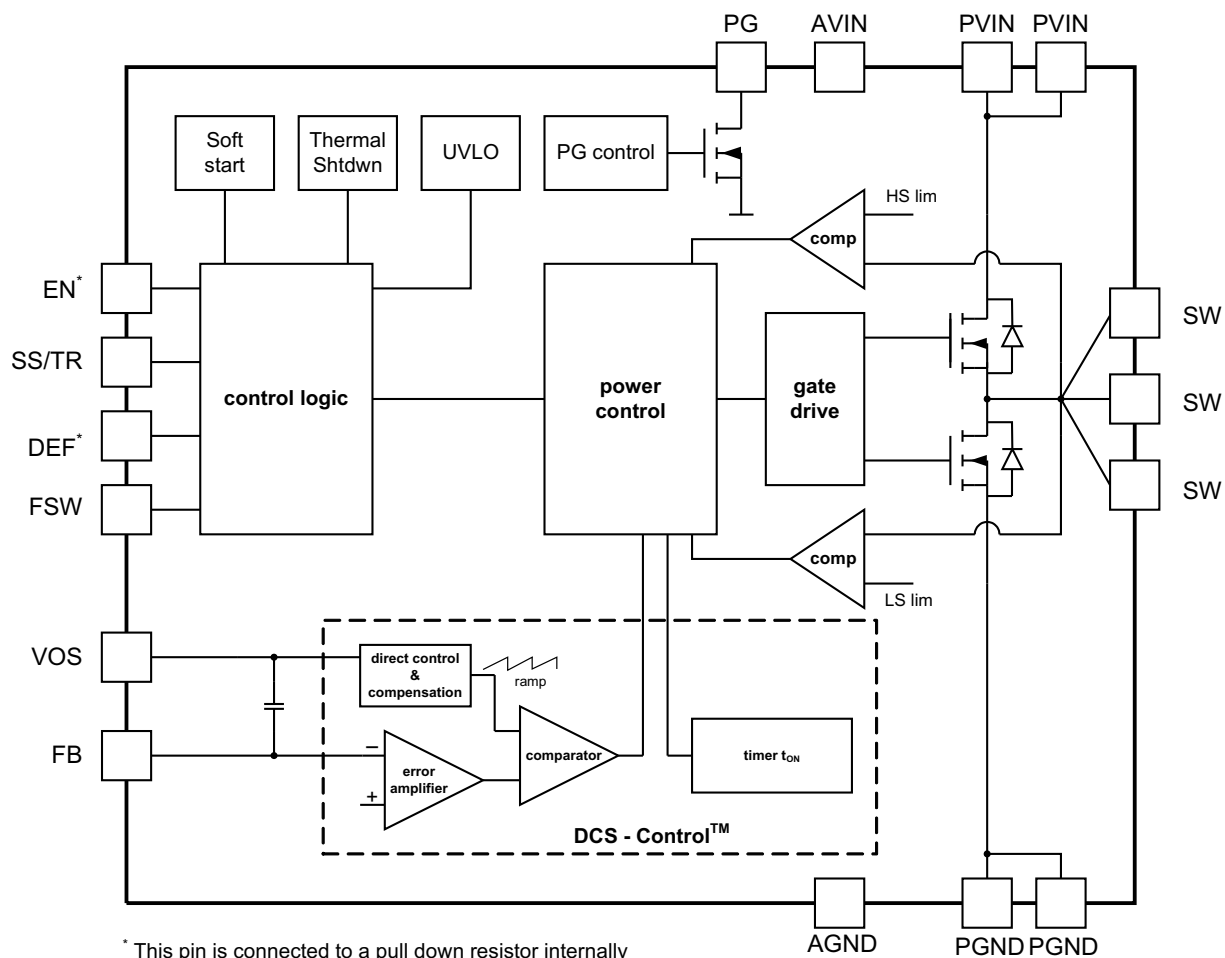 PG AVIN PVIN PVIN
Soft
start
Thermal
Shtdwn
UVLO
PG control
HS lim
comp
EN*
SS/TR
DEF*
FSW
control logic
power
control
gate
drive
SW
SW
SW
comp
LS lim
VOS
FB
direct control
&
compensation
ramp
−
+
error
amplifier
comparator
timer tON
DCS - Control™
AGND PGND PGND
* This pin is connected to a pull down resistor internally